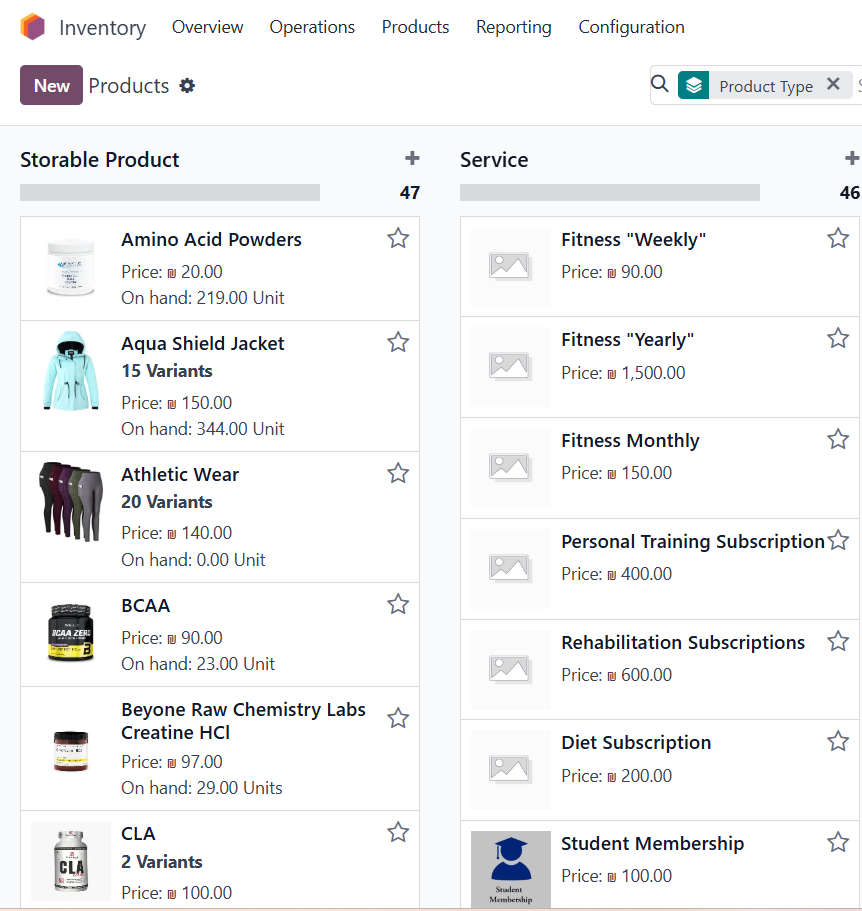 Inventory Overview Operations Products Reporting Configuration
New Products Product Type
Storable Product
47
Amino Acid Powders
Price: ₪ 20.00
On hand: 219.00 Unit
Aqua Shield Jacket
15 Variants
Price: ₪ 150.00
On hand: 344.00 Unit
Athletic Wear
20 Variants
Price: ₪ 140.00
On hand: 0.00 Unit
BCAA ZERO
BCAA
Price: ₪ 90.00
On hand: 23.00 Unit
Beyone Raw Chemistry Labs
Creatine HCl
Price: ₪ 97.00
On hand: 29.00 Units
CLA
CLA
2 Variants
Price: ₪ 100.00
Service
46
Fitness "Weekly"
Price: ₪ 90.00
Fitness "Yearly"
Price: ₪ 1,500.00
Fitness Monthly
Price: ₪ 150.00
Personal Training Subscription
Price: ₪ 400.00
Rehabilitation Subscriptions
Price: ₪ 600.00
Diet Subscription
Price: ₪ 200.00
Student
Membership
Student Membership
Price: ₪ 100.00